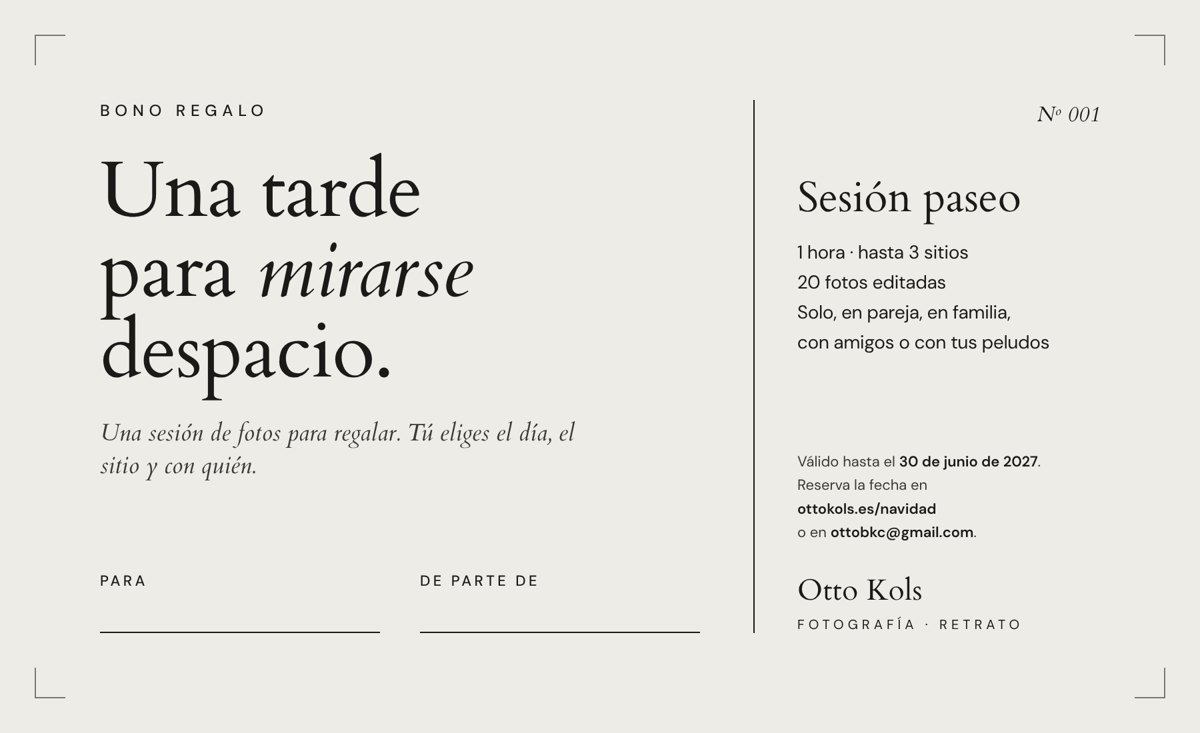 BONO REGALO
Una tarde
para mirarse
despacio.
Una sesión de fotos para regalar. Tú eliges el día, el
sitio y con quién.
PARA
DE PARTE DE
Nº 001
Sesión paseo
1 hora · hasta 3 sitios
20 fotos editadas
Solo, en pareja, en familia,
con amigos o con tus peludos
Válido hasta el 30 de junio de 2027.
Reserva la fecha en
ottokols.es/navidad
o en ottobkc@gmail.com.
Otto Kols
FOTOGRAFÍA · RETRATO